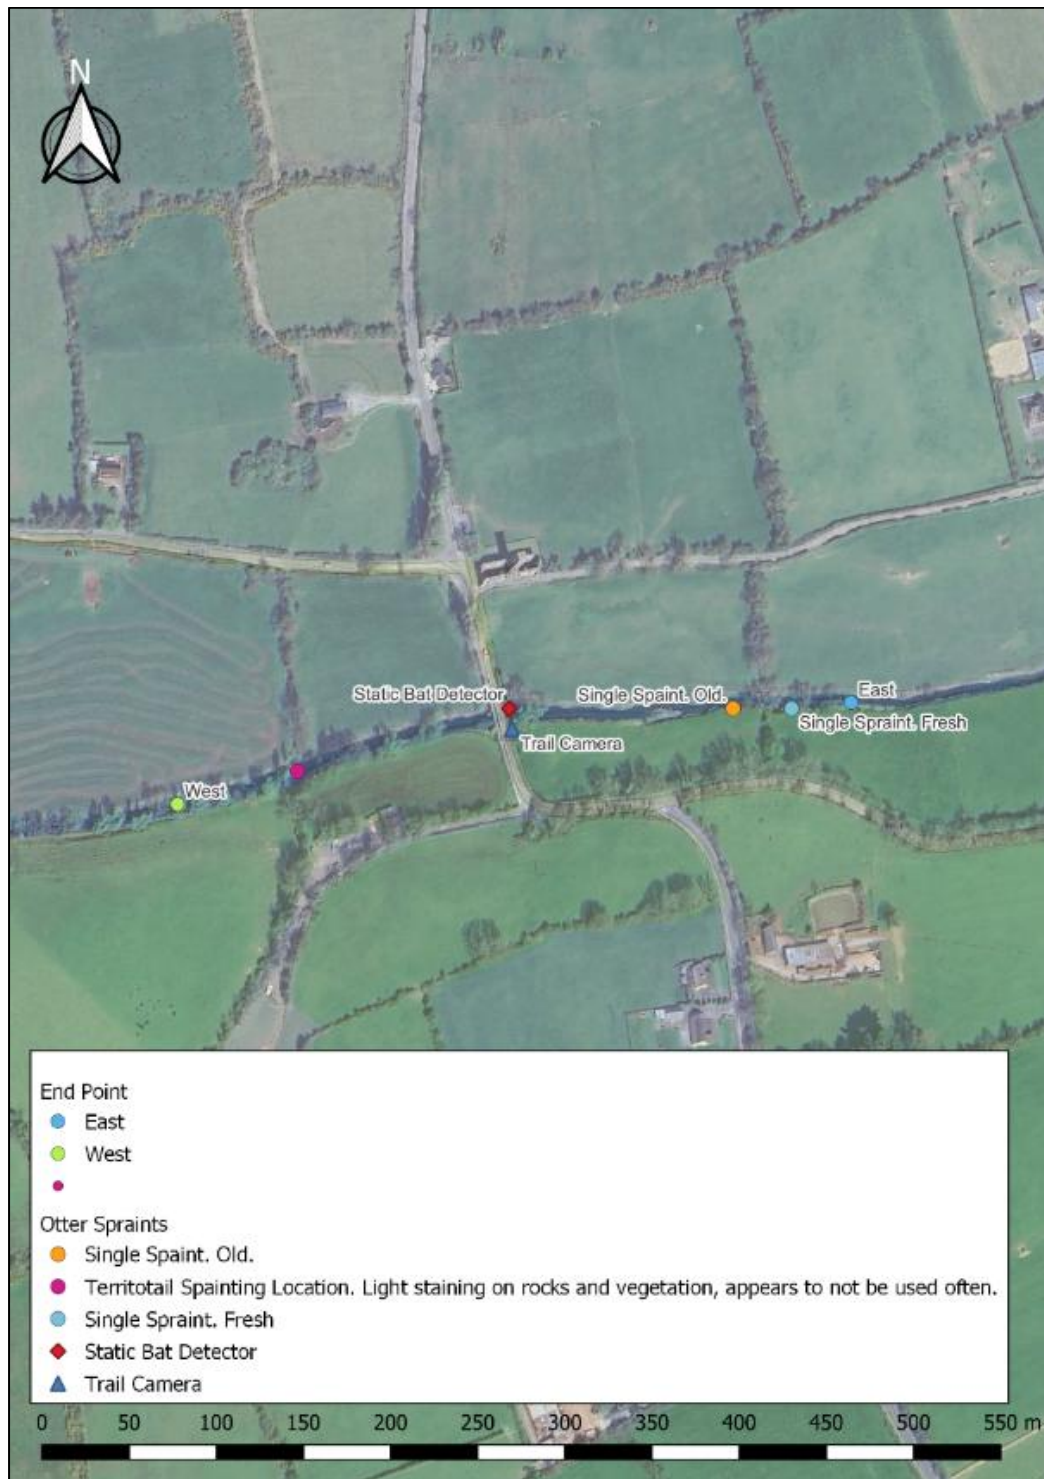 N
Static Bat Detector
Single Spaint. Old.
East
Single Spraint. Fresh
Trail Camera
West
End Point
East
West
Otter Spraints
Single Spaint. Old.
Territotail Spainting Location. Light staining on rocks and vegetation, appears to not be used often.
Single Spraint. Fresh
Static Bat Detector
Trail Camera
0 50 100 150 200 250 300 350 400 450 500 550 m